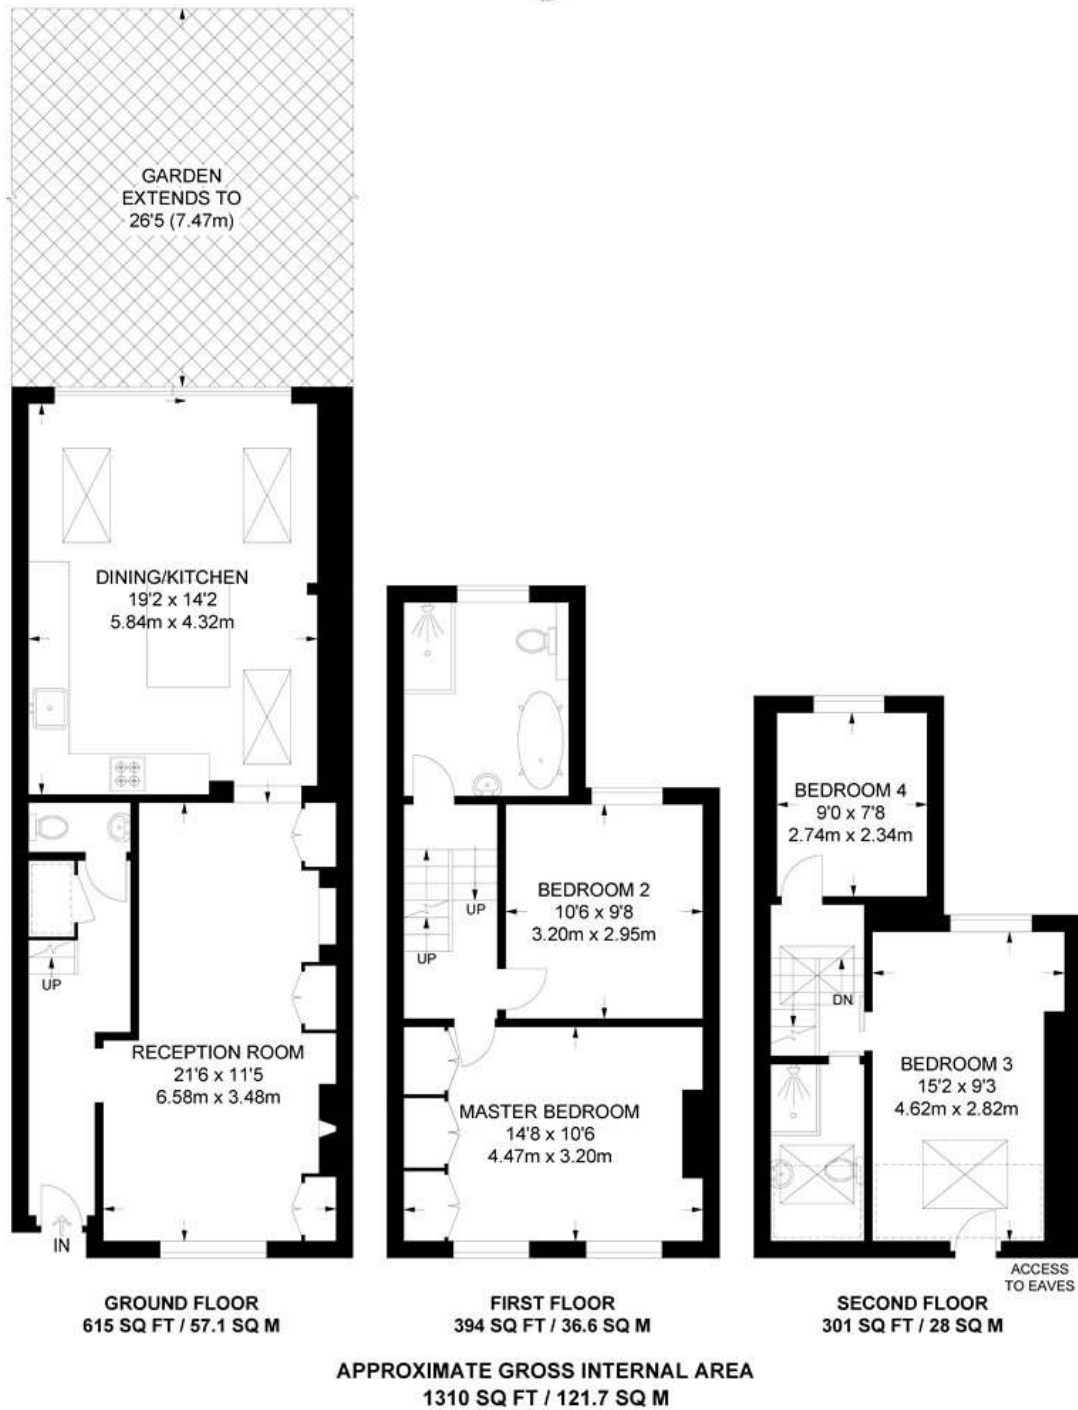 GARDEN
EXTENDS TO
26'5 (7.47m)
DINING/KITCHEN
19'2 x 14'2
5.84m x 4.32m
UP
RECEPTION ROOM
21'6 x 11'5
6.58m x 3.48m
IN
GROUND FLOOR
615 SQ FT / 57.1 SQ M
BEDROOM 2
10'6 x 9'8
3.20m x 2.95m
UP
UP
MASTER BEDROOM
14'8 x 10'6
4.47m x 3.20m
FIRST FLOOR
394 SQ FT / 36.6 SQ M
BEDROOM 4
9'0 x 7'8
2.74m x 2.34m
DN
BEDROOM 3
15'2 x 9'3
4.62m x 2.82m
ACCESS
TO EAVES
SECOND FLOOR
301 SQ FT / 28 SQ M
APPROXIMATE GROSS INTERNAL AREA
1310 SQ FT / 121.7 SQ M